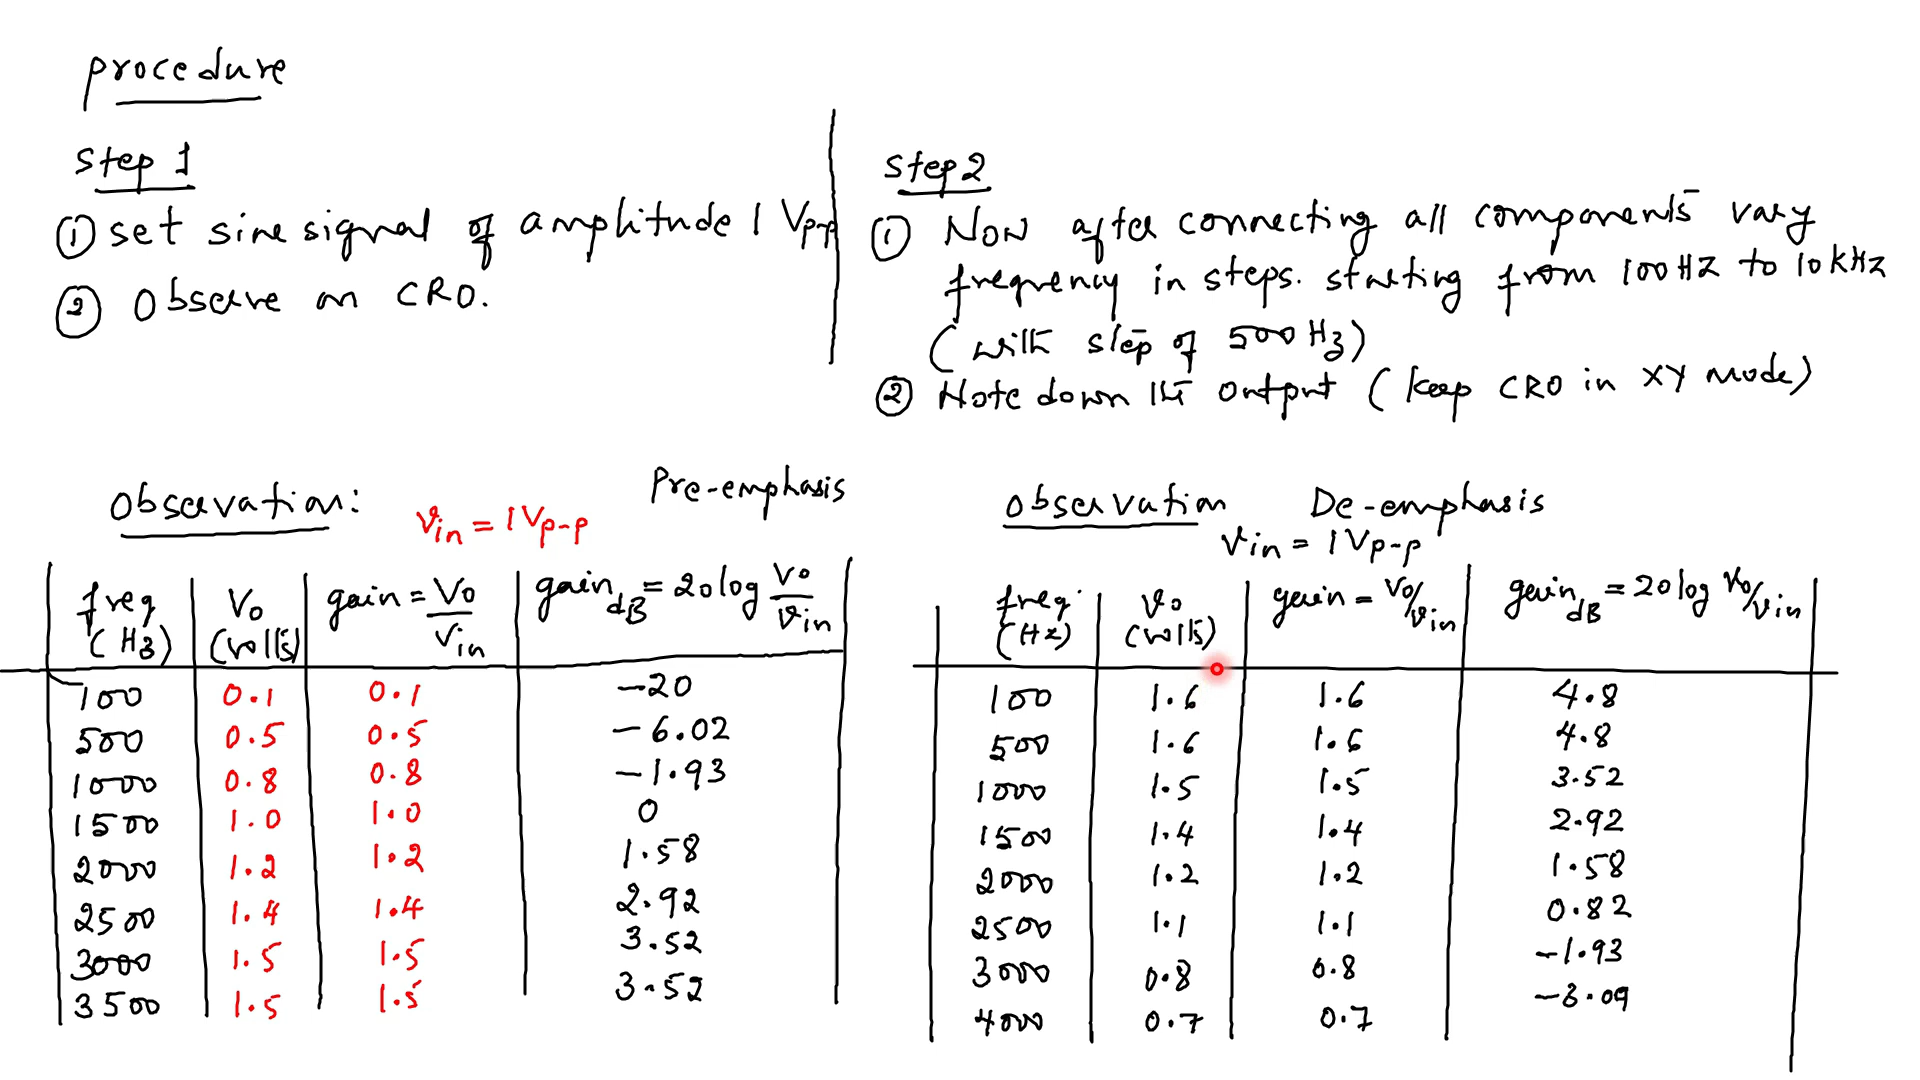 procedure
Step 1
① set sine signal of amplitude 1 Vp-p
② Observe on CRO.
Step 2
① Now after connecting all components vary
frequency in steps. starting from 100 HZ to 10 kHz
(with step of 500 Hz)
② Note down the output (keep CRO in XY mode)
Observation: Pre-emphasis
Vin = 1Vp-p
freq (Hz) | Vo (volts) | gain = Vo/Vin | gain dB = 20 log Vo/Vin
100 0.1 0.1 -20
500 0.5 0.5 -6.02
1000 0.8 0.8 -1.93
1500 1.0 1.0 0
2000 1.2 1.2 1.58
2500 1.4 1.4 2.92
3000 1.5 1.5 3.52
3500 1.5 1.5 3.52
Observation De-emphasis
Vin = 1Vp-p
freq (Hz) | Vo (volts) | gain = Vo/Vin | gain dB = 20 log Vo/Vin
100 1.6 1.6 4.8
500 1.6 1.6 4.8
1000 1.5 1.5 3.52
1500 1.4 1.4 2.92
2000 1.2 1.2 1.58
2500 1.1 1.1 0.82
3000 0.8 0.8 -1.93
4000 0.7 0.7 -3.09